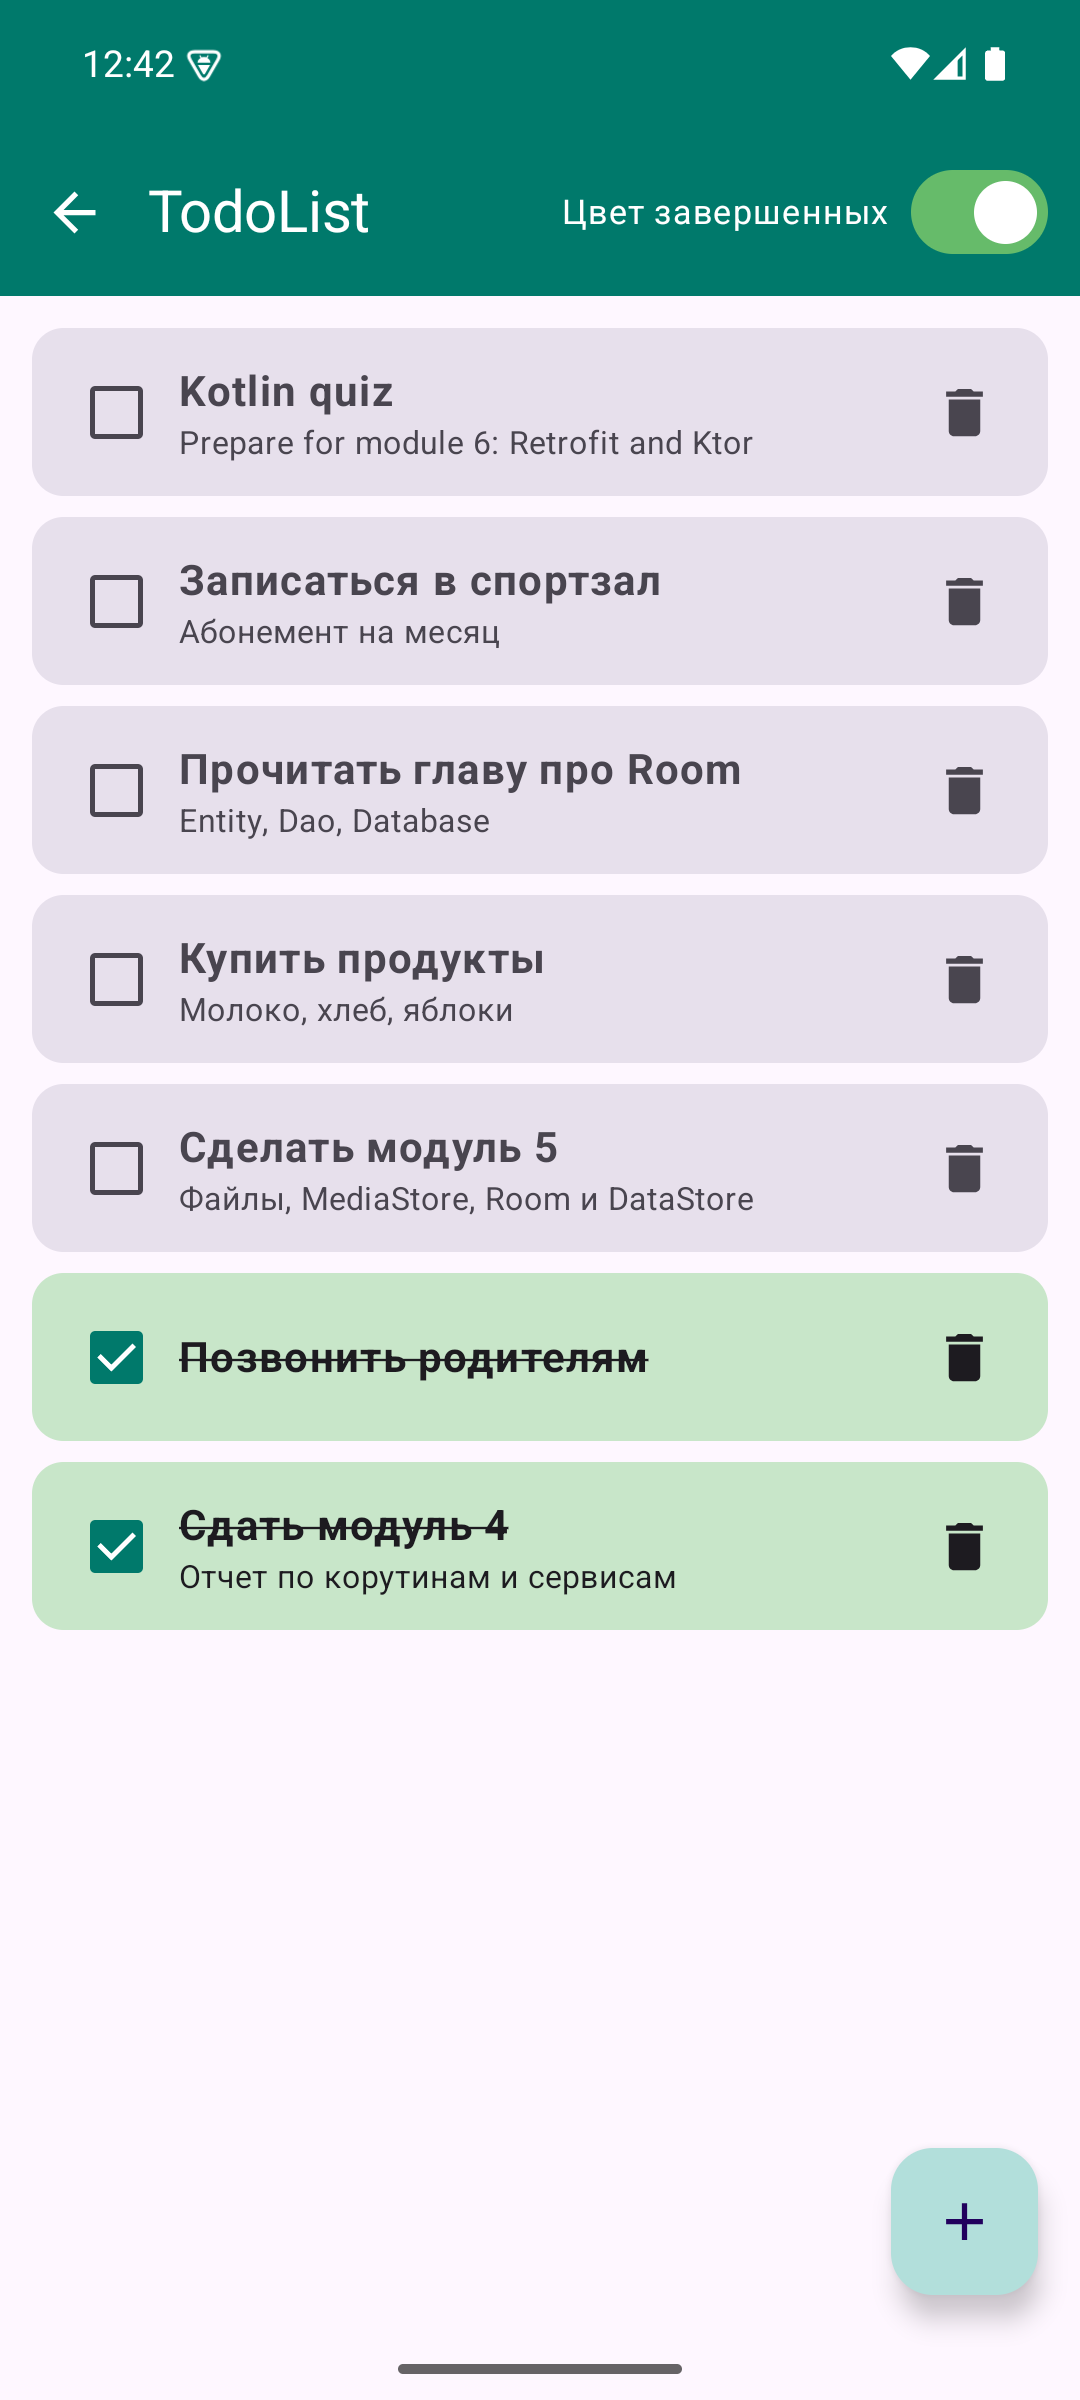 12:42
TodoList
Цвет завершенных
Kotlin quiz
Prepare for module 6: Retrofit and Ktor
Записаться в спортзал
Абонемент на месяц
Прочитать главу про Room
Entity, Dao, Database
Купить продукты
Молоко, хлеб, яблоки
Сделать модуль 5
Файлы, MediaStore, Room и DataStore
Позвонить родителям
Сдать модуль 4
Отчет по корутинам и сервисам